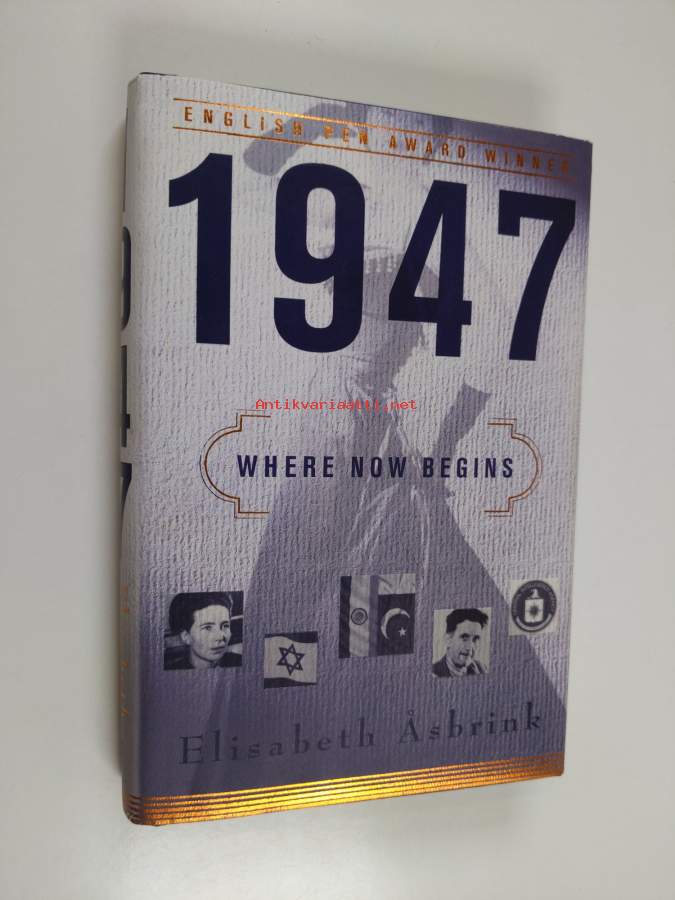 ENGLISH PEN AWARD WINNER
1947
Antikvariaatti.net
WHERE NOW BEGINS
Elisabeth Åsbrink